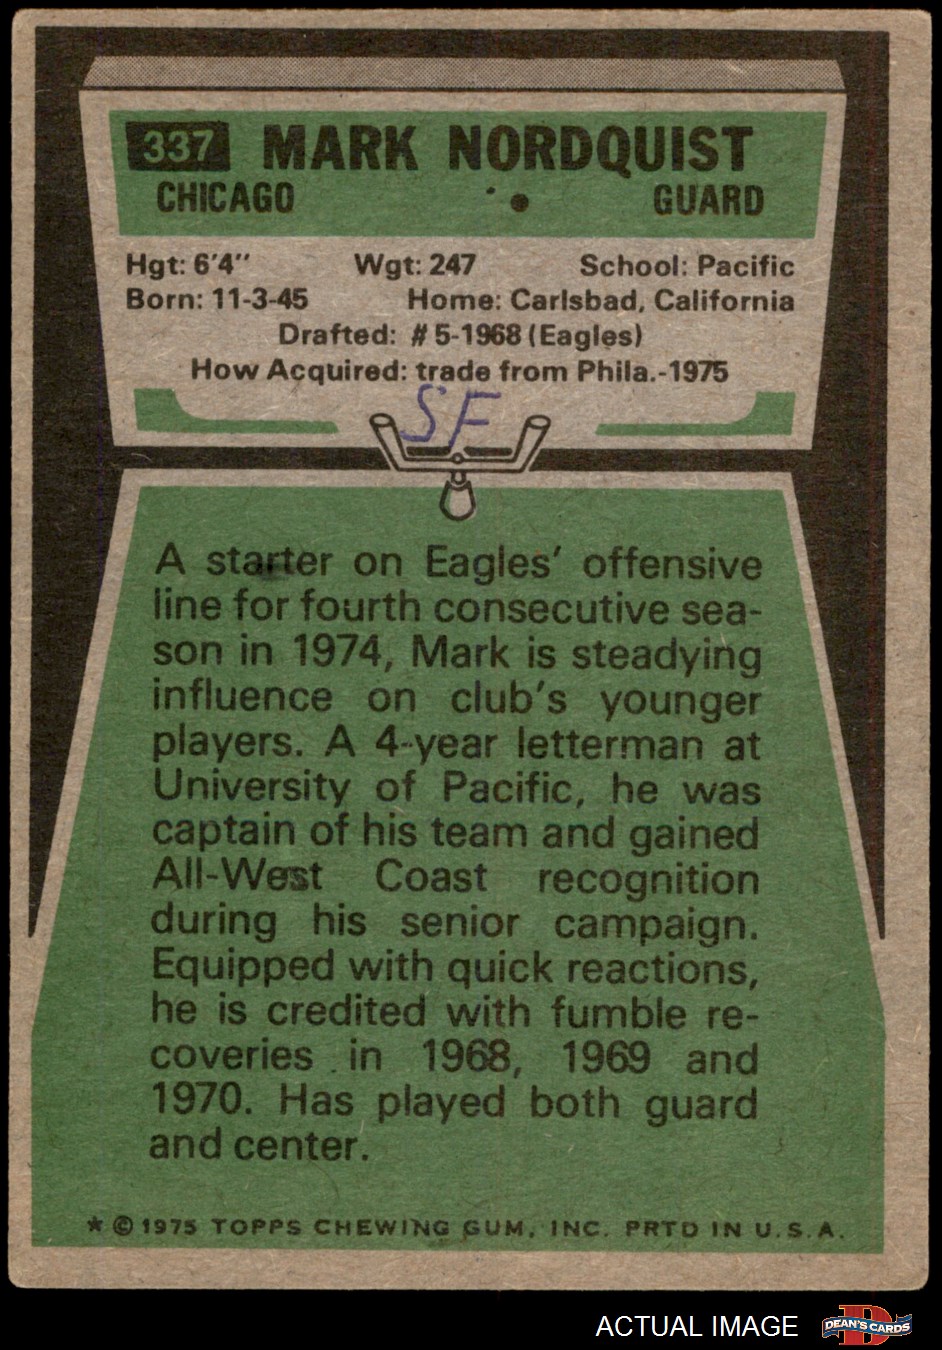 337 MARK NORDQUIST
CHICAGO • GUARD
Hgt: 6'4" Wgt: 247 School: Pacific
Born: 11-3-45 Home: Carlsbad, California
Drafted: #5-1968 (Eagles)
How Acquired: trade from Phila.-1975
SF
A starter on Eagles' offensive
line for fourth consecutive sea-
son in 1974, Mark is steadying
influence on club's younger
players. A 4-year letterman at
University of Pacific, he was
captain of his team and gained
All-West Coast recognition
during his senior campaign.
Equipped with quick reactions,
he is credited with fumble re-
coveries in 1968, 1969 and
1970. Has played both guard
and center.
* © 1975 TOPPS CHEWING GUM, INC. PRTD IN U.S.A.
ACTUAL IMAGE DEAN'S CARDS